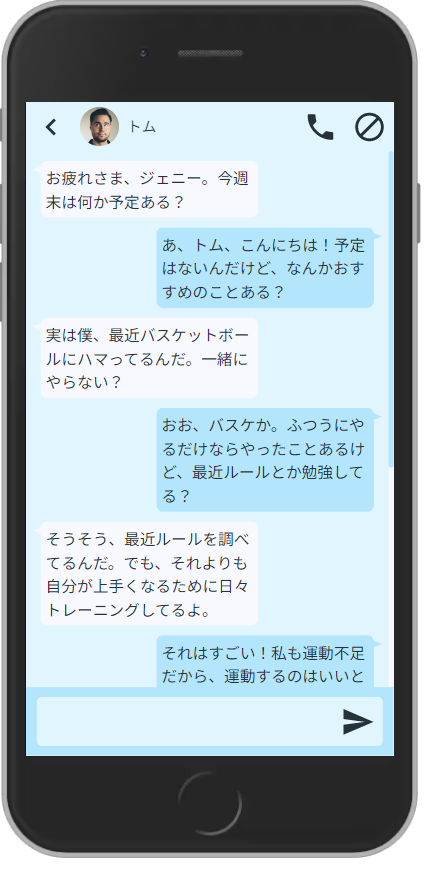 トム
お疲れさま、ジェニー。今週
末は何か予定ある？
あ、トム、こんにちは！予定
はないんだけど、なんかおす
すめのことある？
実は僕、最近バスケットボー
ルにハマってるんだ。一緒に
やらない？
おお、バスケか。ふつうにや
るだけならやったことあるけ
ど、最近ルールとか勉強して
る？
そうそう、最近ルールを調べ
てるんだ。でも、それよりも
自分が上手くなるために日々
トレーニングしてるよ。
それはすごい！私も運動不足
だから、運動するのはいいと